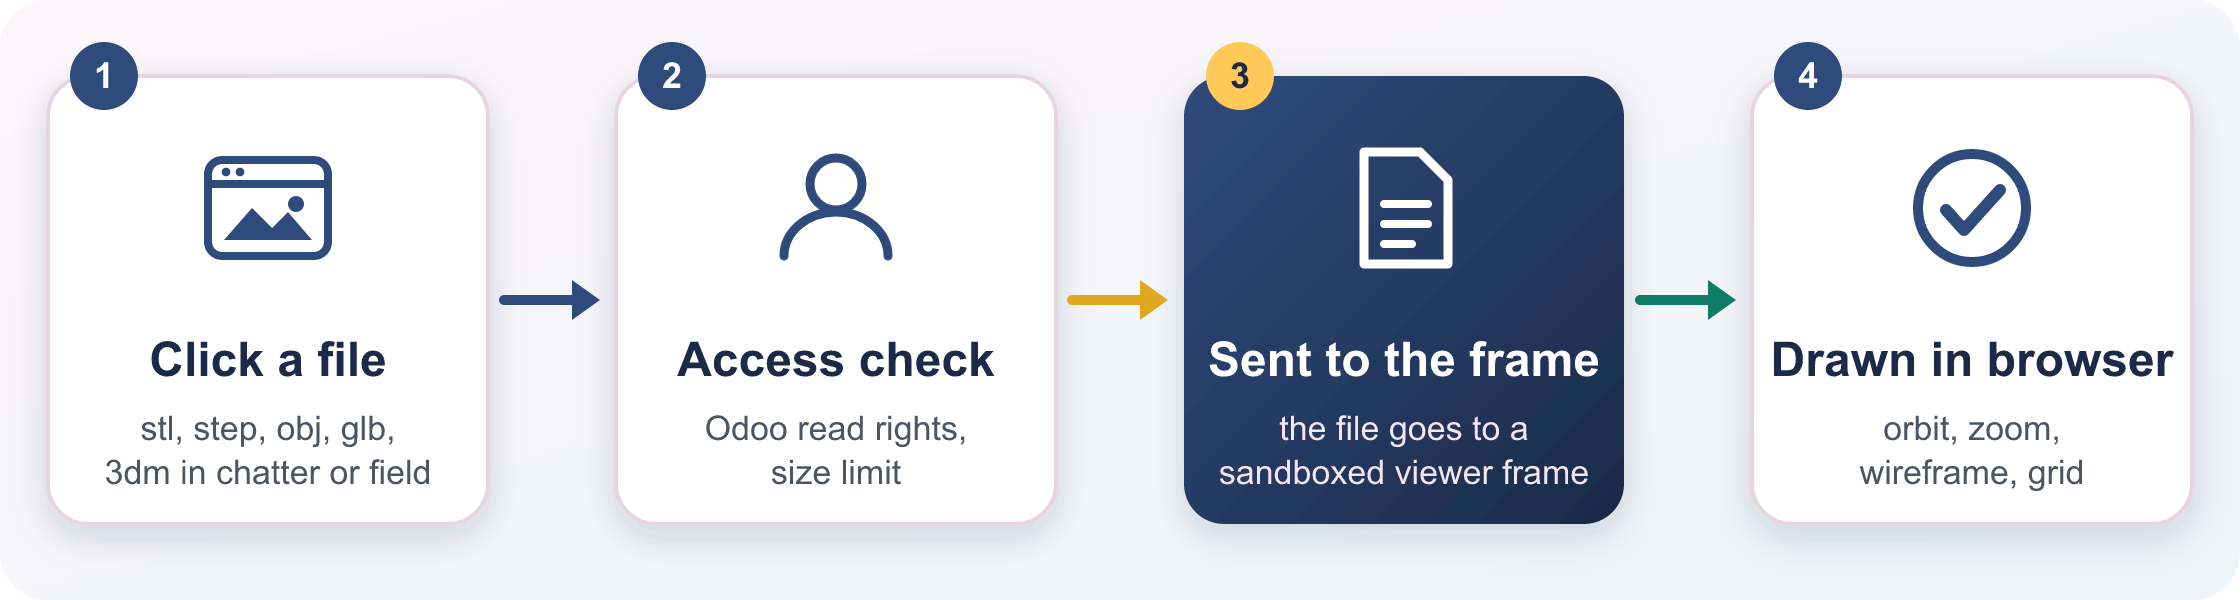 1
Click a file
stl, step, obj, glb,
3dm in chatter or field
2
Access check
Odoo read rights,
size limit
3
Sent to the frame
the file goes to a
sandboxed viewer frame
4
Drawn in browser
orbit, zoom,
wireframe, grid